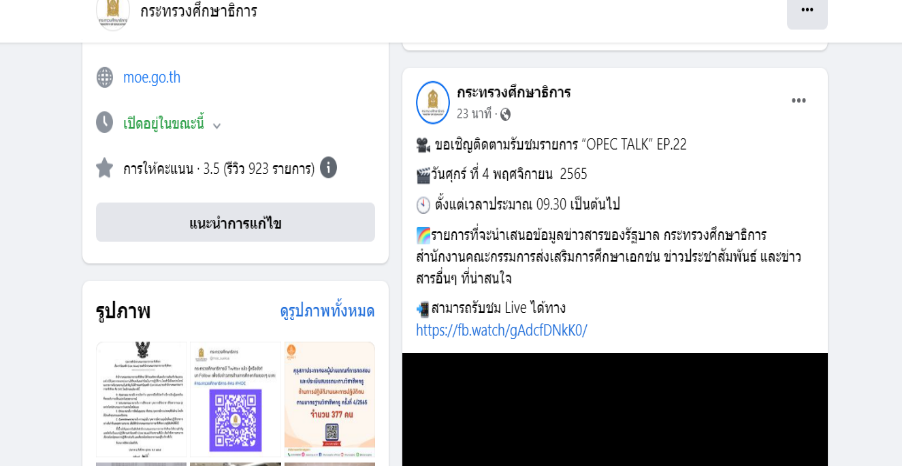 กระทรวงศึกษาธิการ
moe.go.th
เปิดอยู่ในขณะนี้
การให้คะแนน · 3.5 (รีวิว 923 รายการ)
แนะนำการแก้ไข
รูปภาพ
ดูรูปภาพทั้งหมด
จำนวน 377 คน
กระทรวงศึกษาธิการ
23 นาที ·
ขอเชิญติดตามรับชมรายการ “OPEC TALK” EP.22
วันศุกร์ ที่ 4 พฤศจิกายน 2565
ตั้งแต่เวลาประมาณ 09.30 เป็นต้นไป
รายการที่จะนำเสนอข้อมูลข่าวสารของรัฐบาล กระทรวงศึกษาธิการ
สำนักงานคณะกรรมการส่งเสริมการศึกษาเอกชน ข่าวประชาสัมพันธ์ และข่าว
สารอื่นๆ ที่น่าสนใจ
สามารถรับชม Live ได้ทาง
https://fb.watch/gAdcfDNkK0/